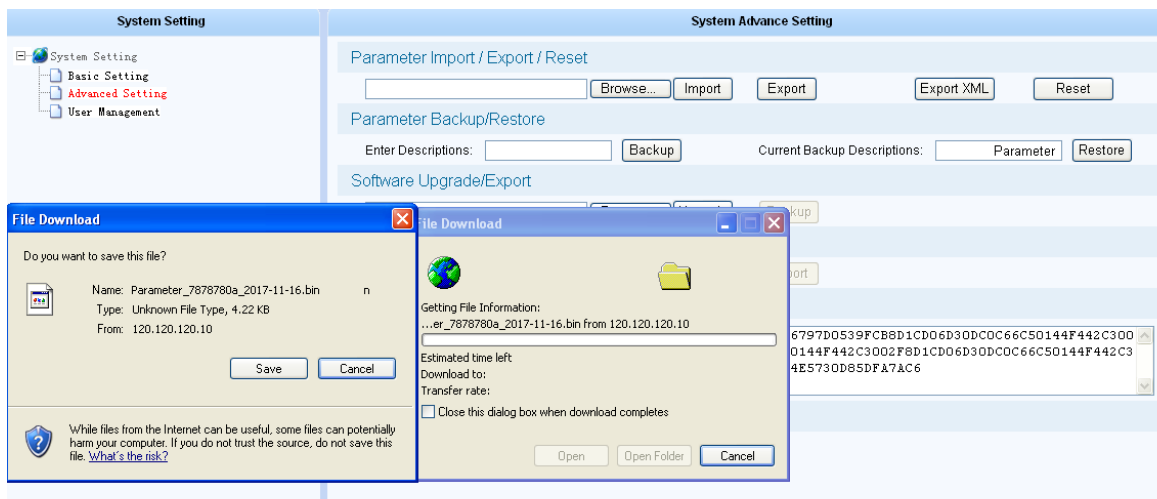 System Setting
System Advance Setting
System Setting
Basic Setting
Advanced Setting
User Management
Parameter Import / Export / Reset
Browse... Import Export Export XML Reset
Parameter Backup/Restore
Enter Descriptions: Backup Current Backup Descriptions: Parameter Restore
Software Upgrade/Export
File Download
Do you want to save this file?
Name: Parameter_7878780a_2017-11-16.bin n
Type: Unknown File Type, 4.22 KB
From: 120.120.120.10
Save Cancel
While files from the Internet can be useful, some files can potentially
harm your computer. If you do not trust the source, do not save this
file. What's the risk?
File Download
Getting File Information:
...er_7878780a_2017-11-16.bin from 120.120.120.10
Estimated time left
Download to:
Transfer rate:
Close this dialog box when download completes
Open Open Folder Cancel
6797D0539FCB8D1CD06D30DC0C66C50144F442C300
0144F442C3002F8D1CD06D30DC0C66C50144F442C3
4E5730D85DFA7AC6